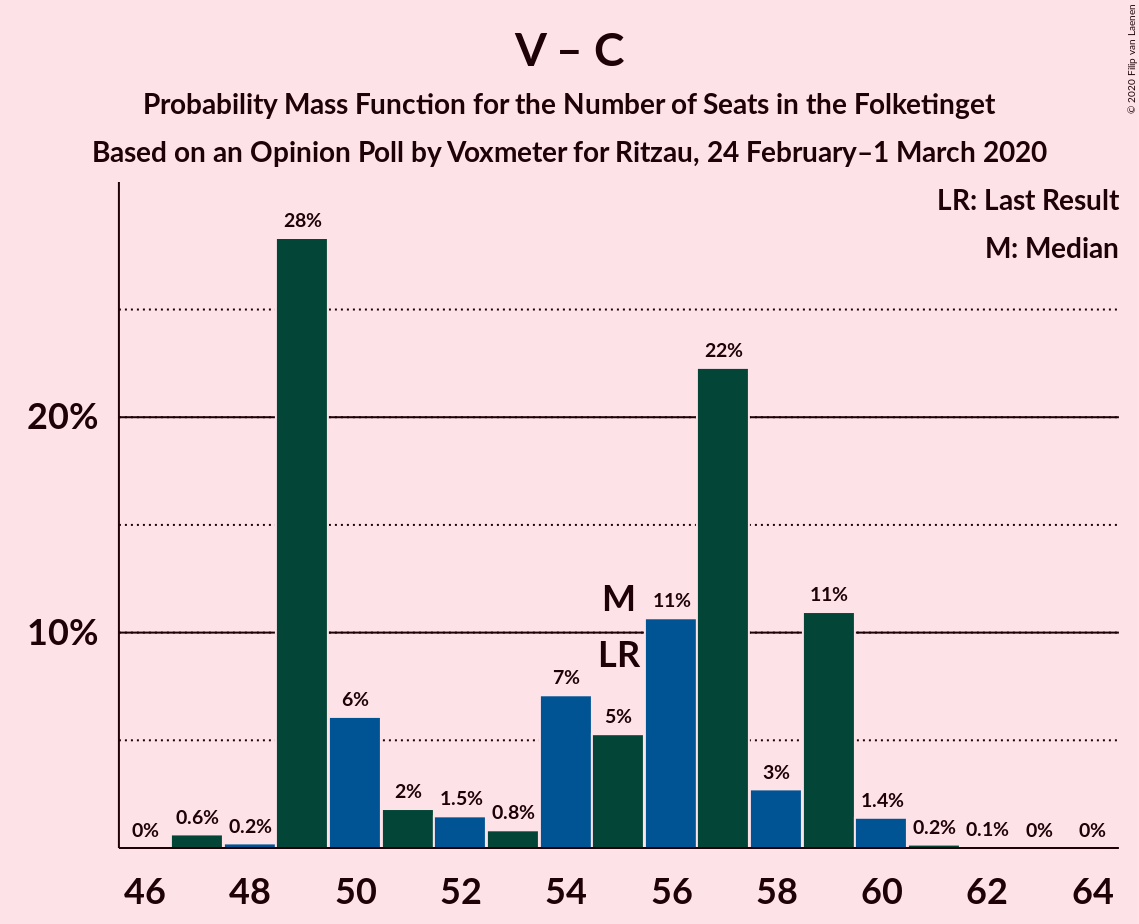 V – C
Probability Mass Function for the Number of Seats in the Folketinget
Based on an Opinion Poll by Voxmeter for Ritzau, 24 February–1 March 2020
© 2020 Filip van Laenen
LR: Last Result
M: Median
28%
22%
20%
M
11%
11%
10%
LR
7%
6%
5%
3%
2%
1.5%
1.4%
0.8%
0.6%
0.2%
0.2%
0.1%
0%
0%
0%
46 48 50 52 54 56 58 60 62 64